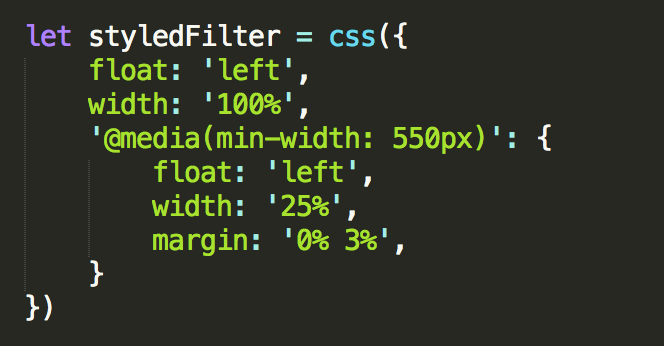 let styledFilter = css({
    float: 'left',
    width: '100%',
    '@media(min-width: 550px)': {
        float: 'left',
        width: '25%',
        margin: '0% 3%',
    }
})